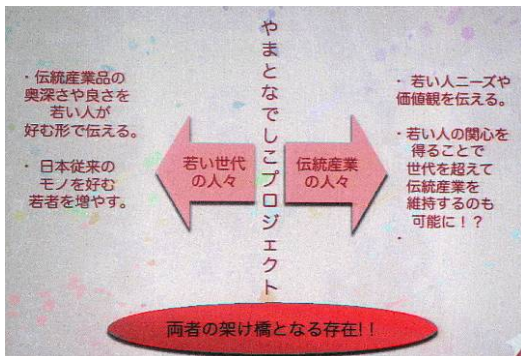 やまとなでしこプロジェクト
・伝統産業品の
奥深さや良さを
若い人が
好む形で伝える。
・日本従来の
モノを好む
若者を増やす。
若い世代
の人々
伝統産業
の人々
・若い人ニーズや
価値観を伝える。
・若い人の関心を
得ることで
世代を超えて
伝統産業を
維持するのも
可能に！？
・
両者の架け橋となる存在！！